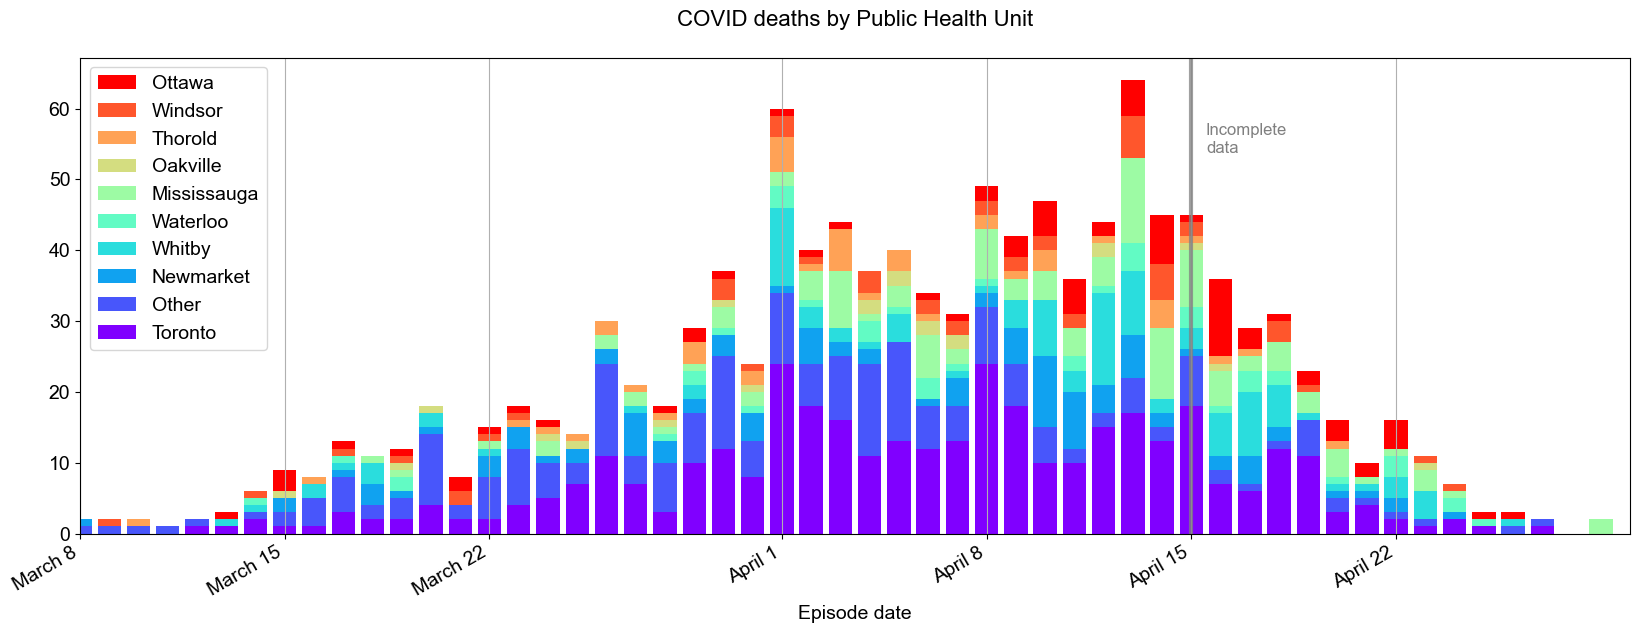 COVID deaths by Public Health Unit
Ottawa
Windsor
Thorold
Oakville
Mississauga
Waterloo
Whitby
Newmarket
Other
Toronto
Incomplete
data
60
50
40
30
20
10
0
March 8
March 15
March 22
April 1
April 8
April 15
April 22
Episode date